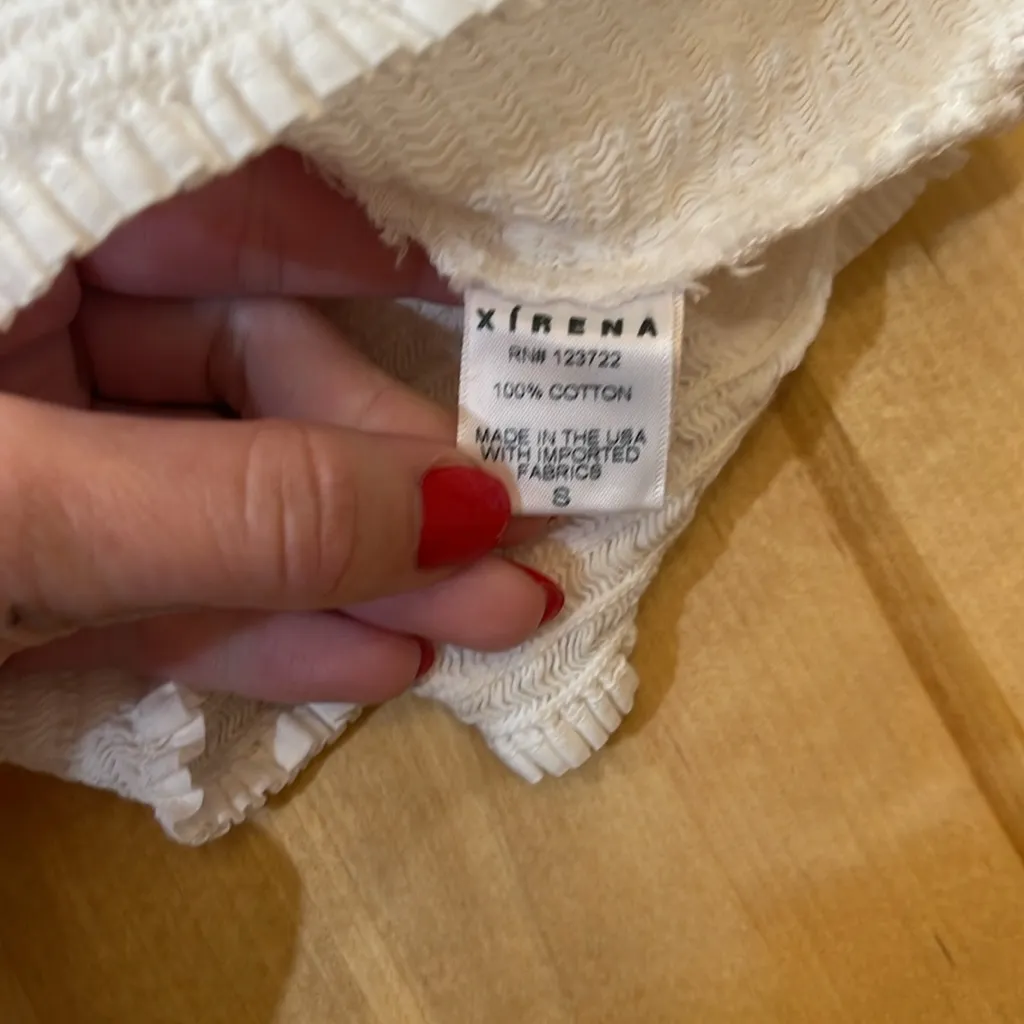 XÍRENA
RN# 123722
100% COTTON
MADE IN THE USA
WITH IMPORTED
FABRICS
S